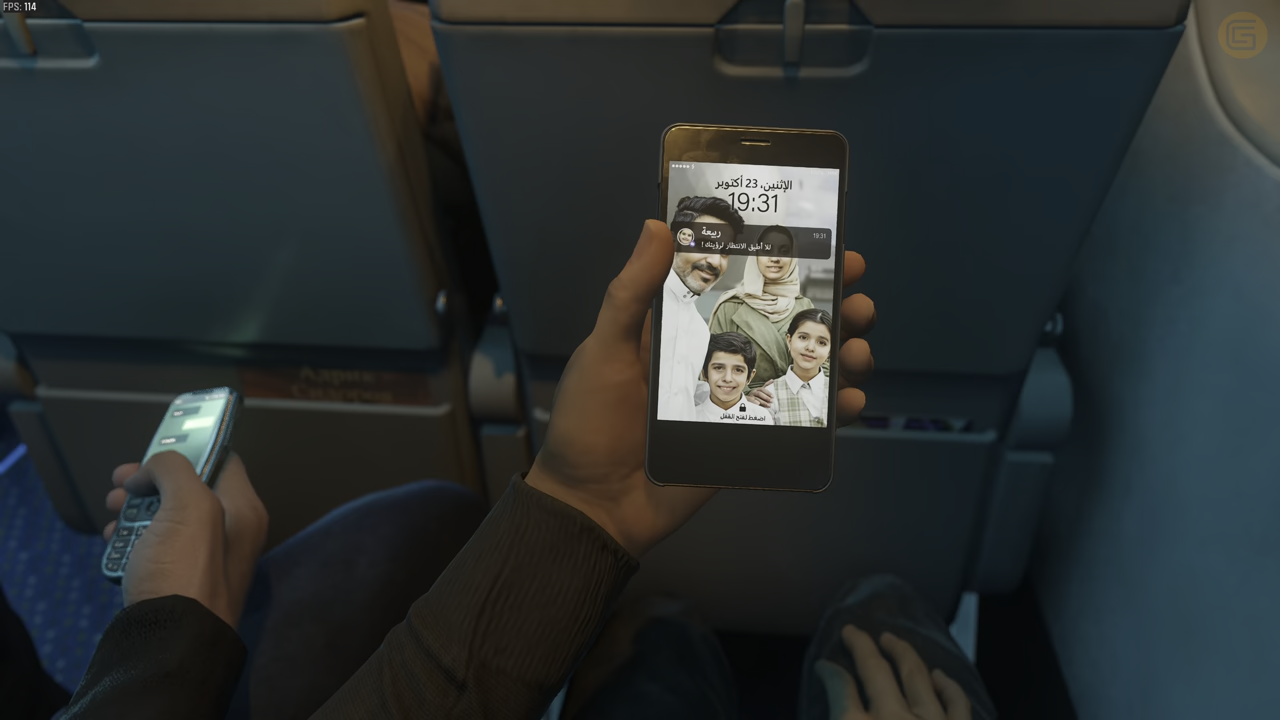 FPS: 114
الإثنين، 23 أكتوبر
19:31
ربيعة
19:31
لا أطيق الانتظار لرؤيتك !
اضغط لفتح القفل